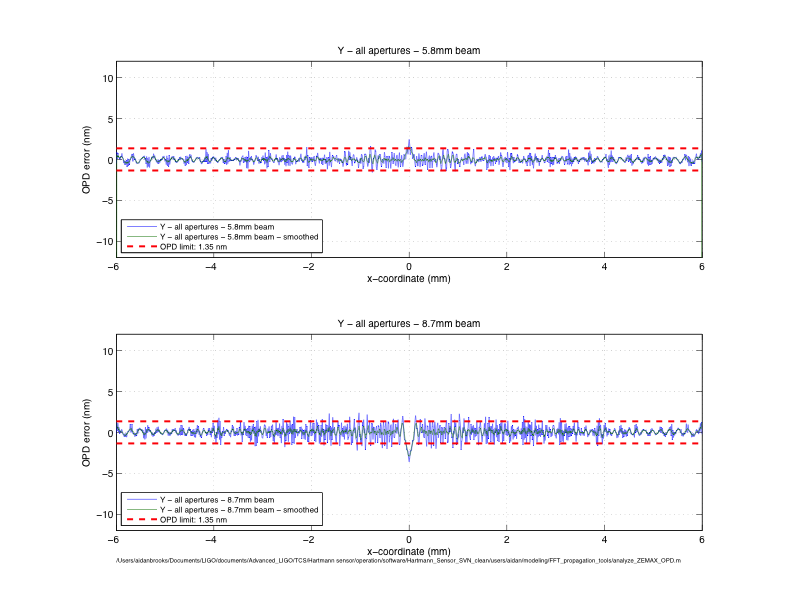 Y − all apertures − 5.8mm beam
10
5
0
−5
−10
OPD error (nm)
Y − all apertures − 5.8mm beam
Y − all apertures − 5.8mm beam − smoothed
OPD limit: 1.35 nm
−6 −4 −2 0 2 4 6
x−coordinate (mm)
Y − all apertures − 8.7mm beam
10
5
0
−5
−10
OPD error (nm)
Y − all apertures − 8.7mm beam
Y − all apertures − 8.7mm beam − smoothed
OPD limit: 1.35 nm
−6 −4 −2 0 2 4 6
x−coordinate (mm)
/Users/aidanbrooks/Documents/LIGO/documents/Advanced_LIGO/TCS/Hartmann sensor/operation/software/Hartmann_Sensor_SVN_clean/users/aidan/modeling/FFT_propagation_tools/analyze_ZEMAX_OPD.m